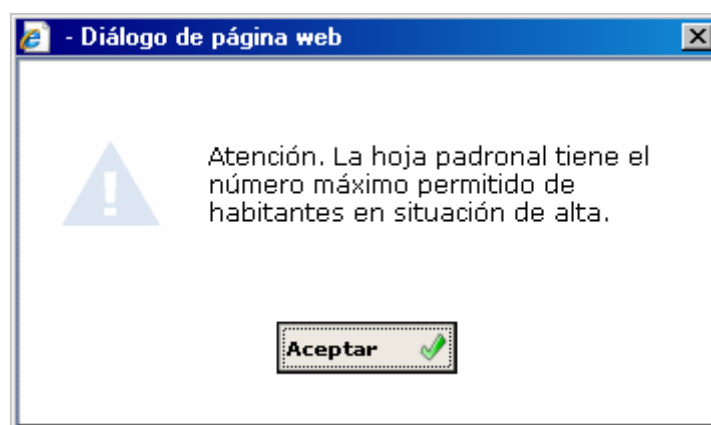 - Diálogo de página web
Atención. La hoja padronal tiene el
número máximo permitido de
habitantes en situación de alta.
Aceptar